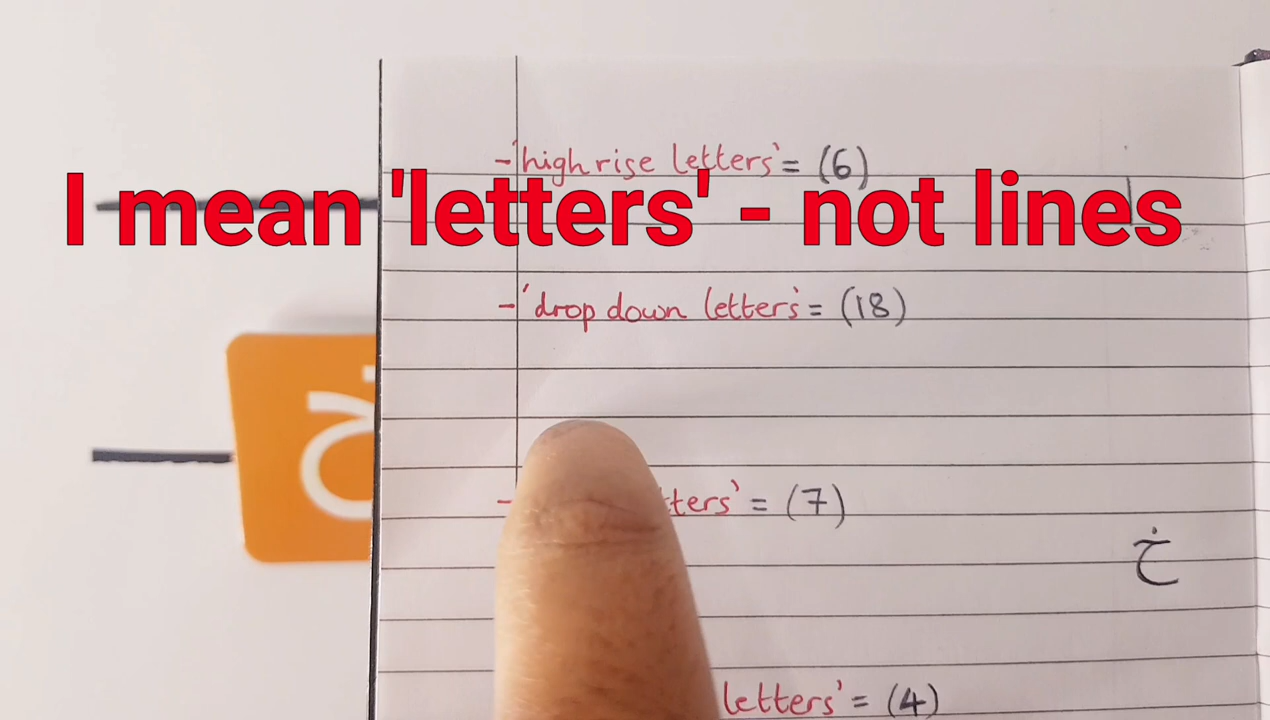 -'high rise letters' = (6)
I mean 'letters' - not lines
-'drop down letters' = (18)
خ
- tters' = (7)
خ
letters' = (4)